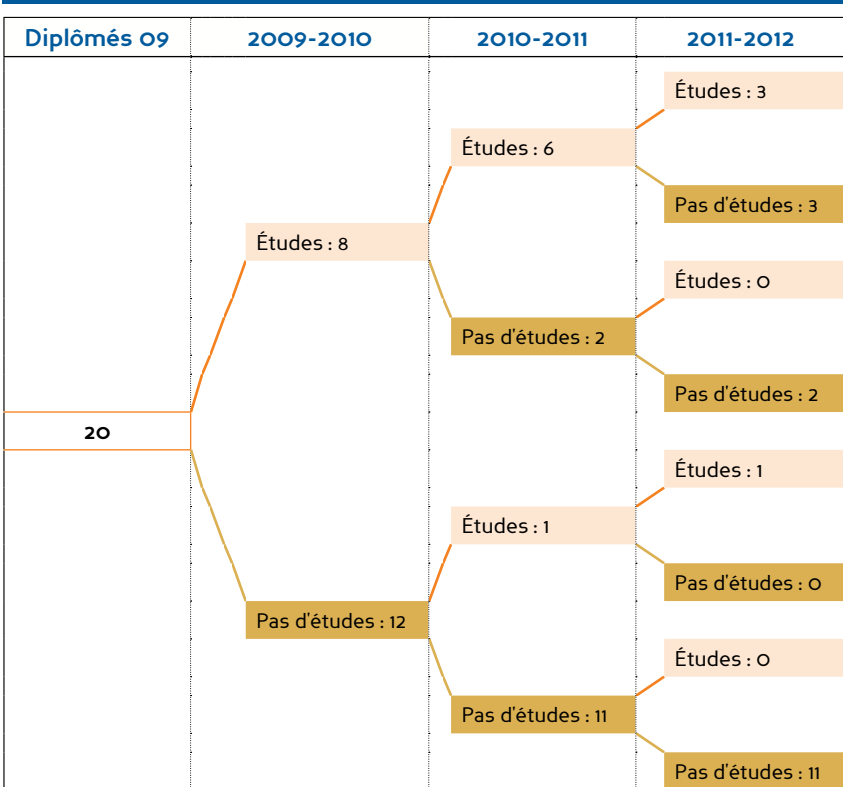 Diplômés 09 2009-2010 2010-2011 2011-2012
Études : 3
Études : 6
Pas d'études : 3
Études : 8
Études : 0
Pas d'études : 2
Pas d'études : 2
20
Études : 1
Études : 1
Pas d'études : 0
Pas d'études : 12
Études : 0
Pas d'études : 11
Pas d'études : 11